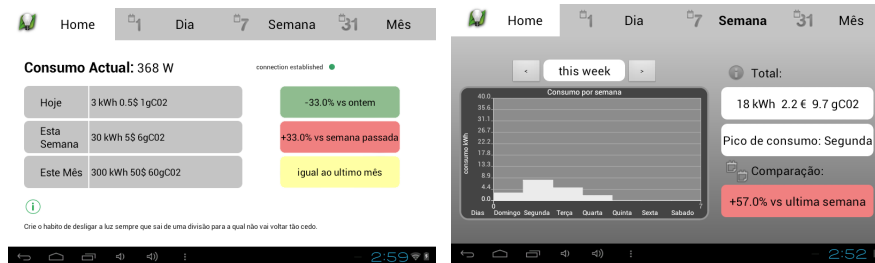 Home
1
Dia
7
Semana
31
Mês
Consumo Actual: 368 W
connection established
Hoje
3 kWh 0.5$ 1gC02
-33.0% vs ontem
Esta
Semana
30 kWh 5$ 6gC02
+33.0% vs semana passada
Este Mês
300 kWh 50$ 60gC02
igual ao ultimo mês
Crie o habito de desligar a luz sempre que sai de uma divisão para a qual não vai voltar tão cedo.
2:59
Home
1
Dia
7
Semana
31
Mês
<
this week
>
Consumo por semana
consumo kWh
40.0
35.6
31.1
26.7
22.2
17.8
13.3
8.9
4.4
0.0
0
7
Dias
Domingo
Segunda
Terça
Quarta
Quinta
Sexta
Sabado
Total:
18 kWh 2.2 € 9.7 gC02
Pico de consumo: Segunda
Comparação:
+57.0% vs ultima semana
2:52